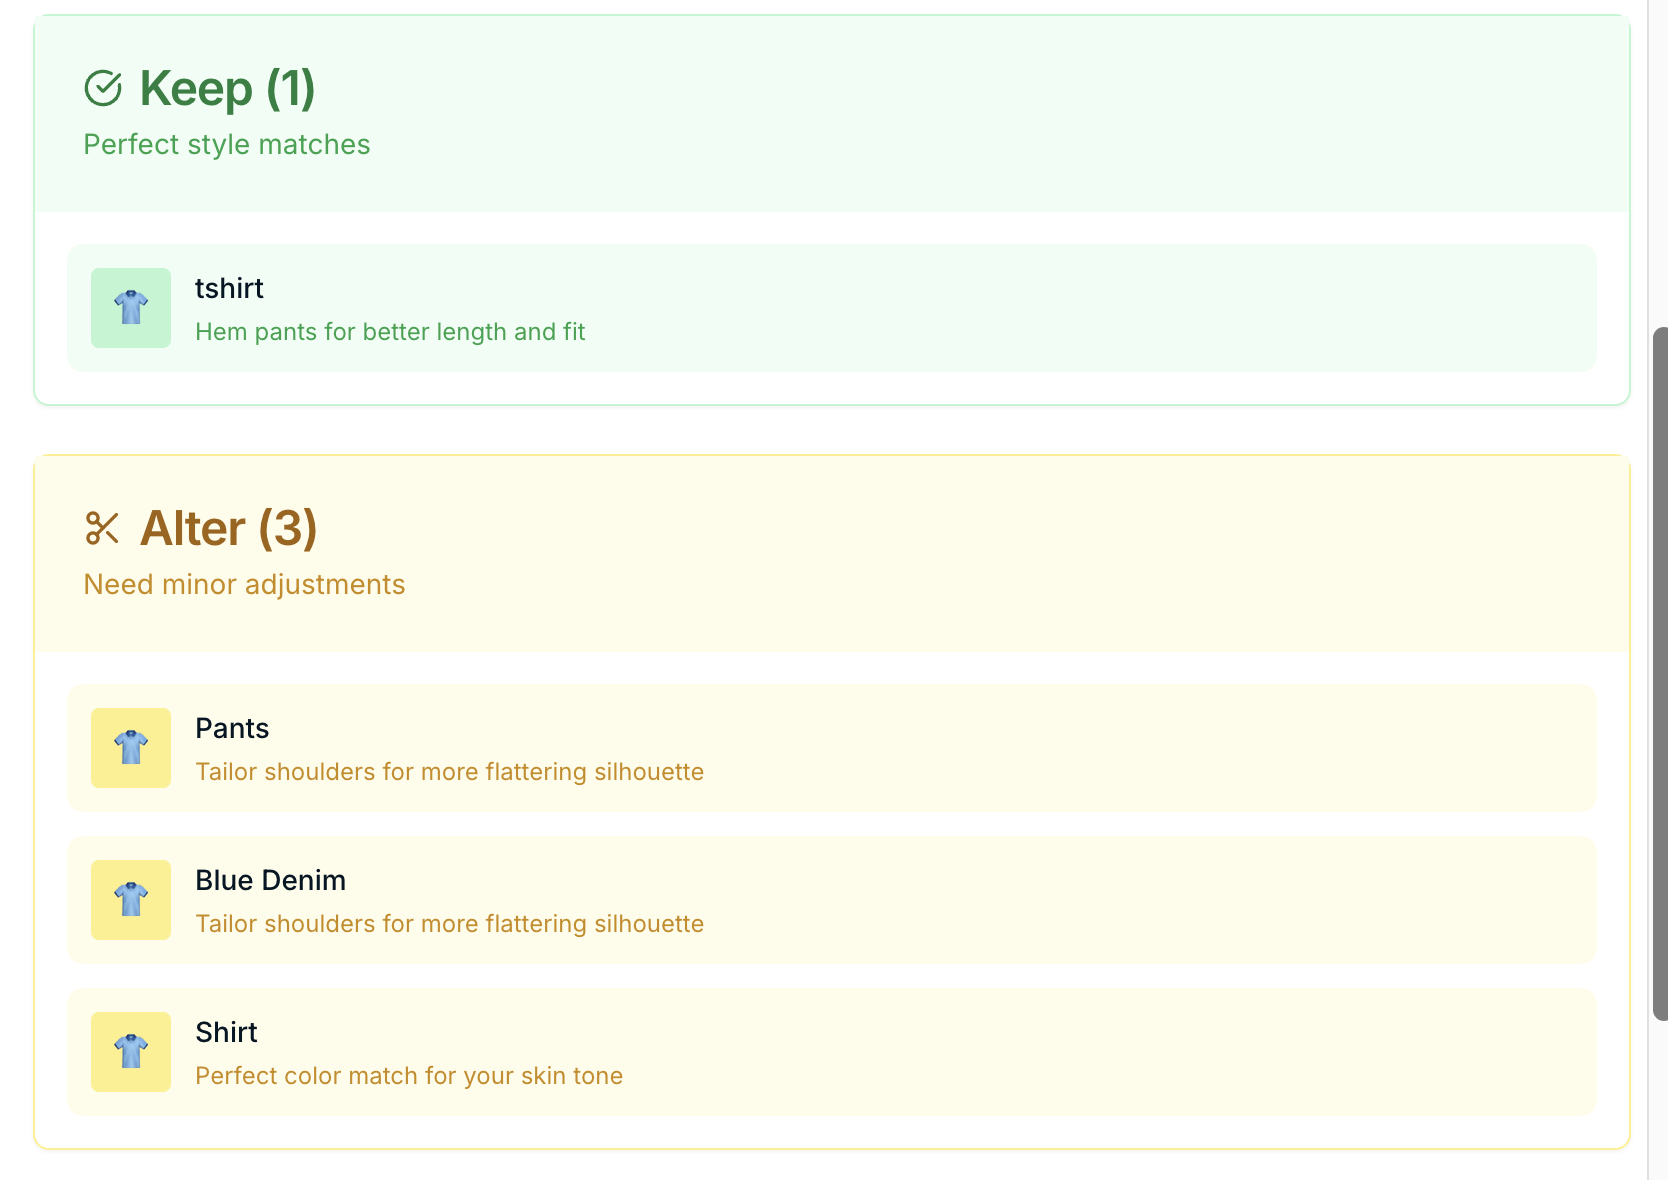 Keep (1)
Perfect style matches
tshirt
Hem pants for better length and fit
Alter (3)
Need minor adjustments
Pants
Tailor shoulders for more flattering silhouette
Blue Denim
Tailor shoulders for more flattering silhouette
Shirt
Perfect color match for your skin tone